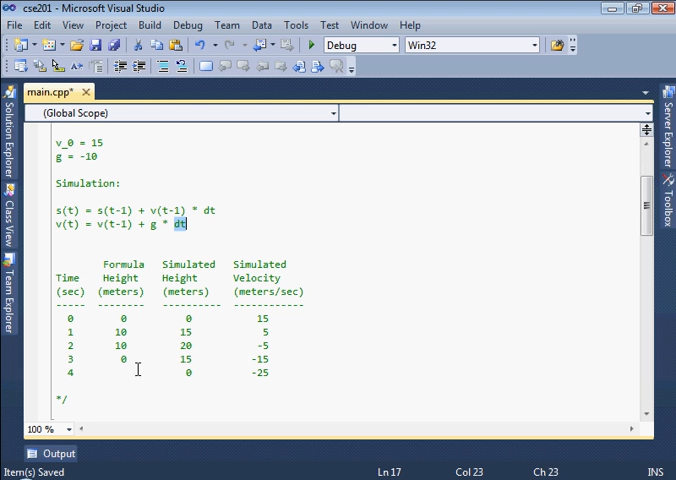 cse201 - Microsoft Visual Studio
File Edit View Project Build Debug Team Data Tools Test Window Help
Debug Win32
main.cpp* ×
(Global Scope)
v_0 = 15
g = -10
Simulation:
s(t) = s(t-1) + v(t-1) * dt
v(t) = v(t-1) + g * dt
Formula Simulated Simulated
Time Height Height Velocity
(sec) (meters) (meters) (meters/sec)
----- -------- ----------- ------------
0 0 0 15
1 10 15 5
2 10 20 -5
3 0 15 -15
4 0 -25
*/
100 %
Output
Item(s) Saved Ln 17 Col 23 Ch 23 INS
Solution Explorer
Class View
Team Explorer
Server Explorer
Toolbox